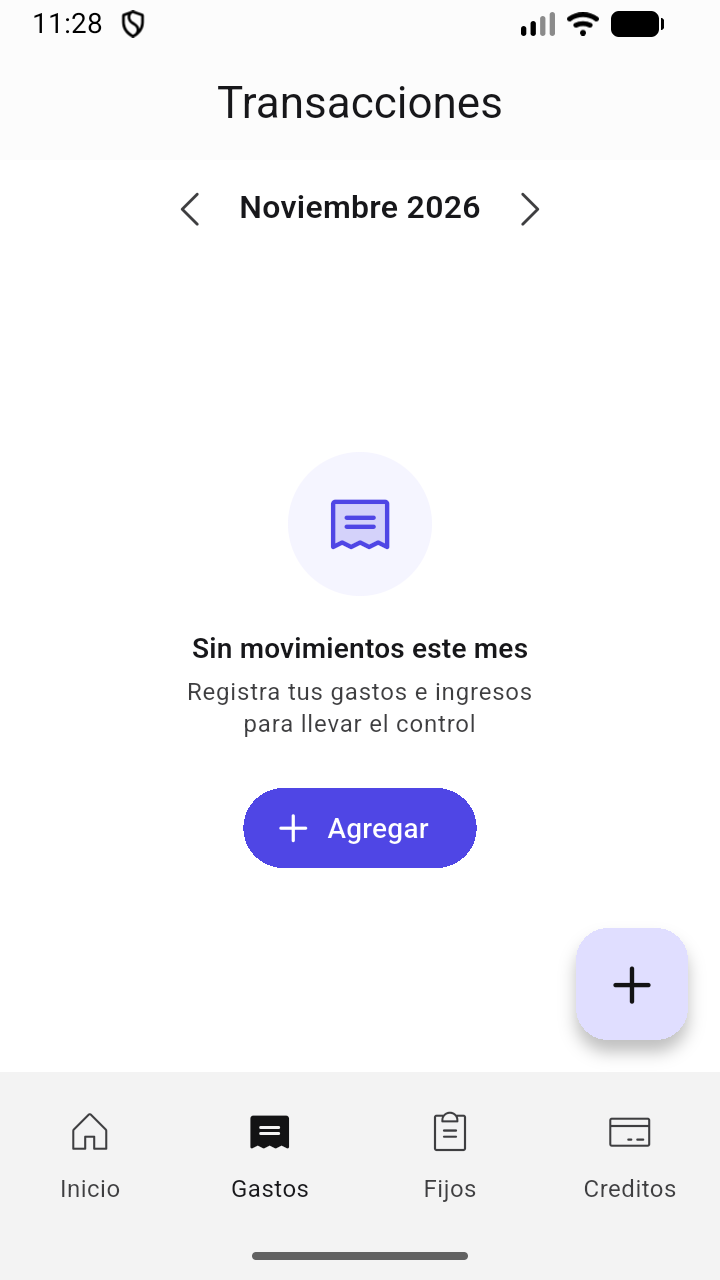 11:28
Transacciones
Noviembre 2026
Sin movimientos este mes
Registra tus gastos e ingresos
para llevar el control
Agregar
Inicio
Gastos
Fijos
Creditos